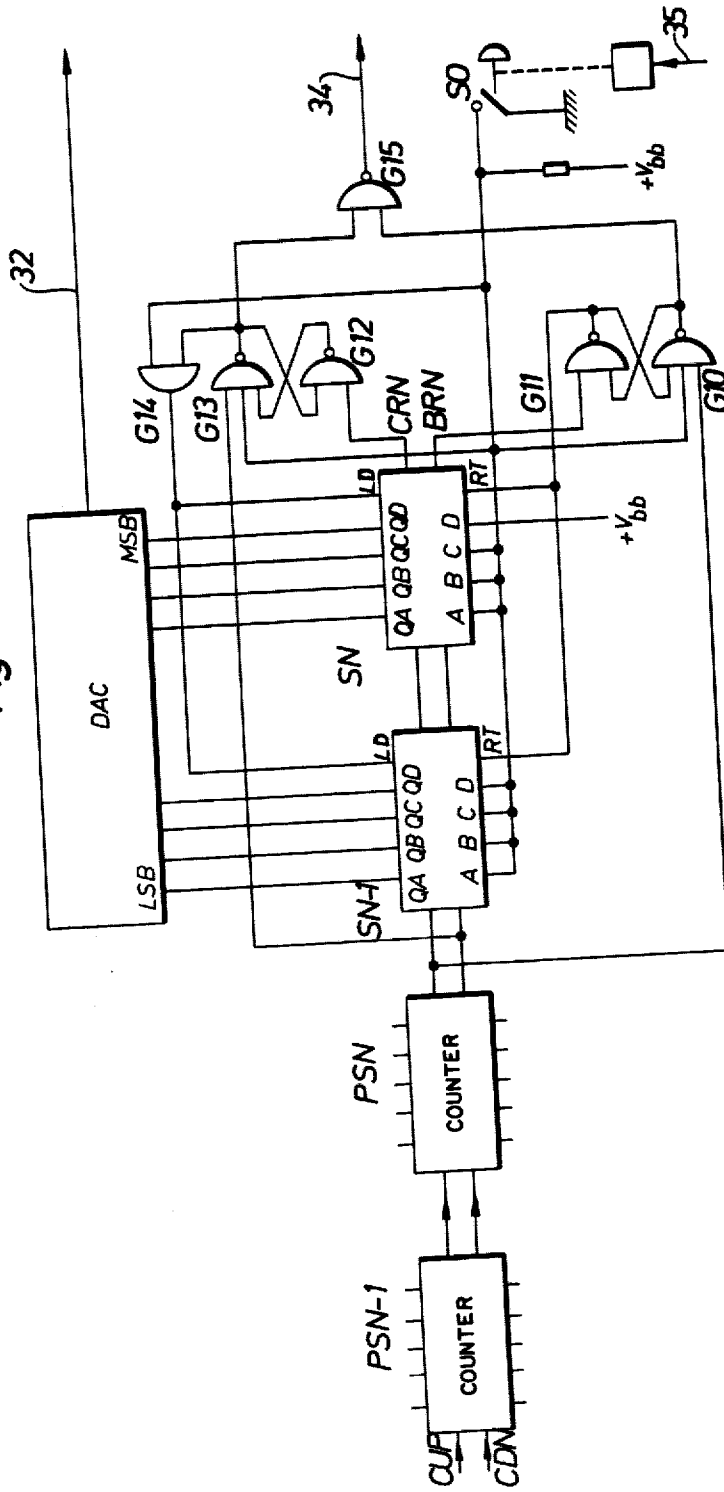 32
34
35
SO
+Vbb
G15
G14
G13
G12
CRN
BRN
G11
G10
DAC
MSB
LSB
LD
QA QB QC QD
SN
A B C D
RT
+Vbb
LD
QA QB QC QD
SN-1
A B C D
RT
PSN
COUNTER
PSN-1
COUNTER
CUP
CDN